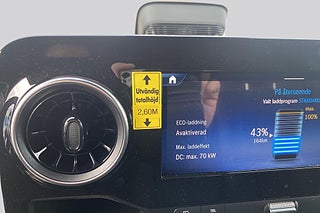 Utvändig
totalhöjd
2,60M
På återseende
Valt laddprogram STANDARD
max.
100%
ECO-laddning
Avaktiverad
43%
164km
Max. laddeffekt
DC: max. 70 kW